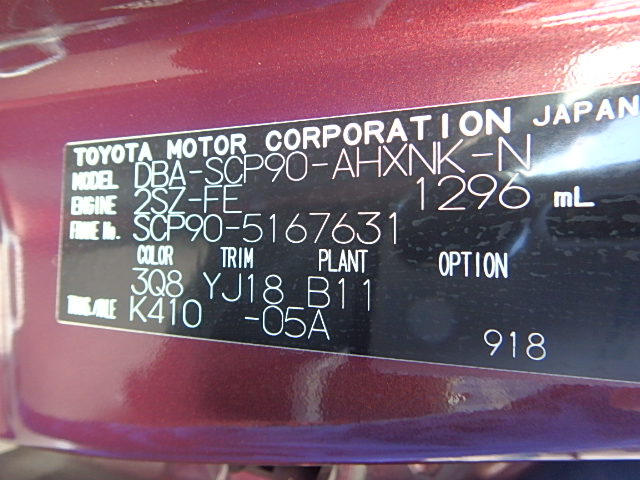 TOYOTA MOTOR CORPORATION JAPAN
MODEL DBA-SCP90-AHXNK-N
ENGINE 2SZ-FE 1296 mL
FRAME No. SCP90-5167631
COLOR TRIM PLANT OPTION
3Q8 YJ18 B11
TRANS./AXLE K410 -05A
918